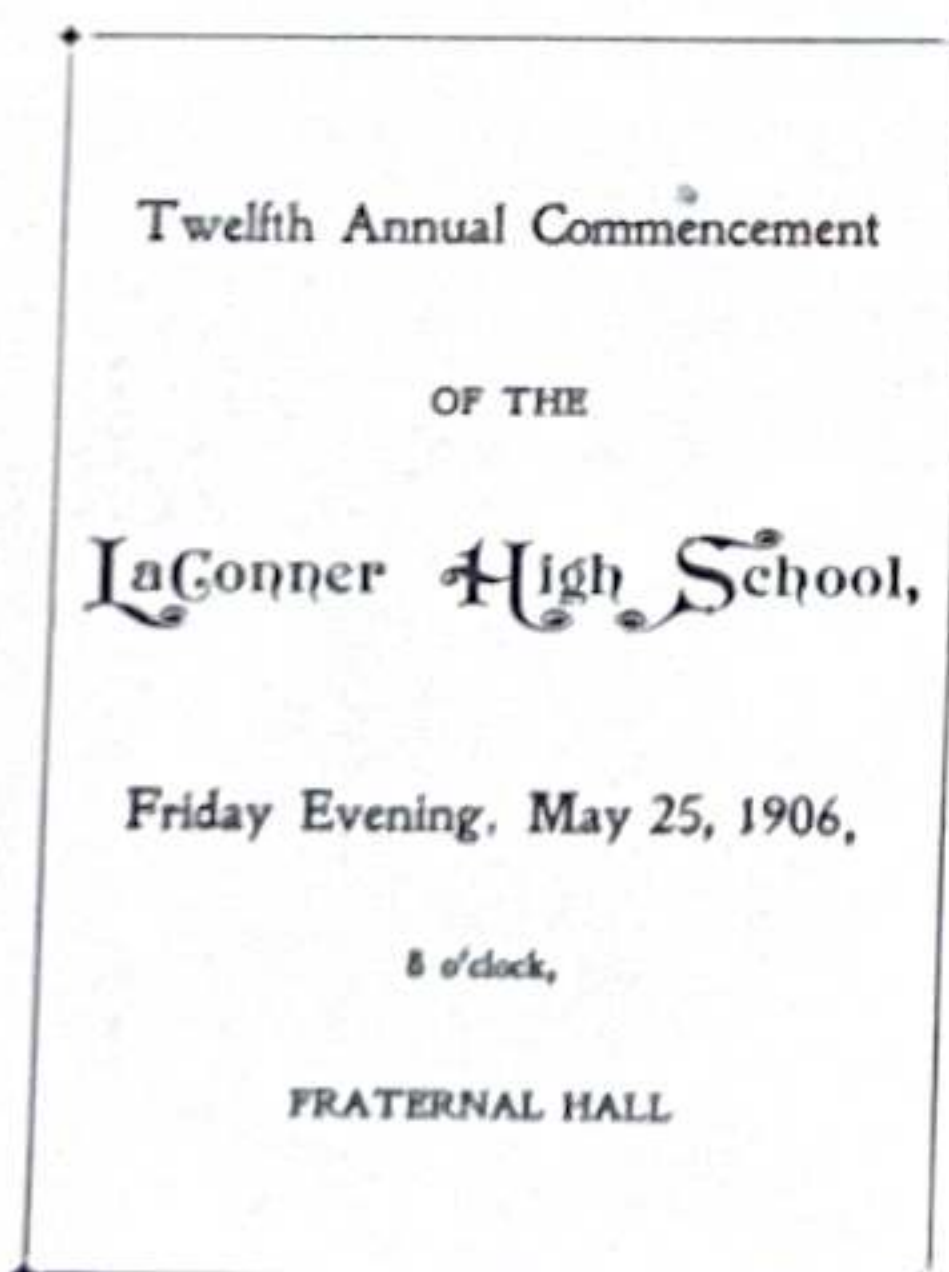 Twelfth Annual Commencement
OF THE
LaConner High School,
Friday Evening, May 25, 1906,
8 o'clock,
FRATERNAL HALL